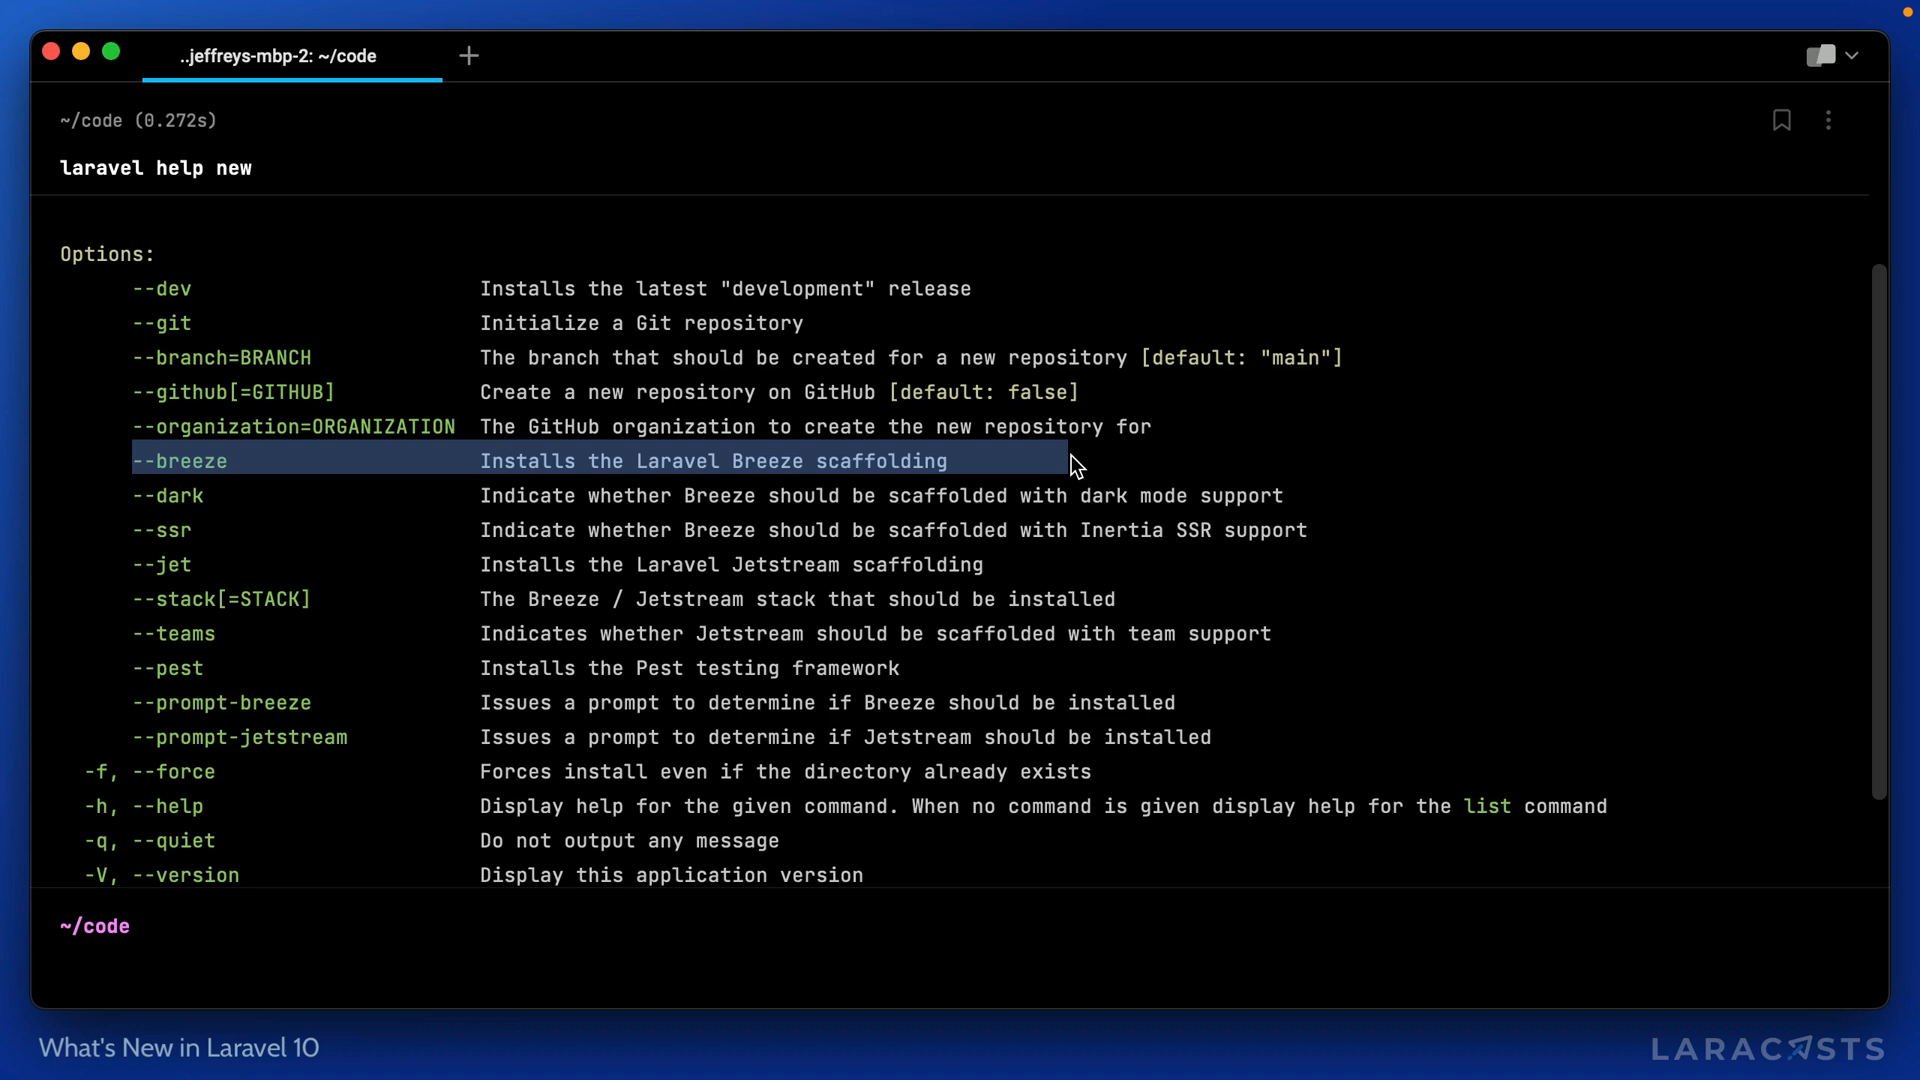 ..jeffreys-mbp-2: ~/code
~/code (0.272s)
laravel help new
Options:
--dev Installs the latest "development" release
--git Initialize a Git repository
--branch=BRANCH The branch that should be created for a new repository [default: "main"]
--github[=GITHUB] Create a new repository on GitHub [default: false]
--organization=ORGANIZATION The GitHub organization to create the new repository for
--breeze Installs the Laravel Breeze scaffolding
--dark Indicate whether Breeze should be scaffolded with dark mode support
--ssr Indicate whether Breeze should be scaffolded with Inertia SSR support
--jet Installs the Laravel Jetstream scaffolding
--stack[=STACK] The Breeze / Jetstream stack that should be installed
--teams Indicates whether Jetstream should be scaffolded with team support
--pest Installs the Pest testing framework
--prompt-breeze Issues a prompt to determine if Breeze should be installed
--prompt-jetstream Issues a prompt to determine if Jetstream should be installed
-f, --force Forces install even if the directory already exists
-h, --help Display help for the given command. When no command is given display help for the list command
-q, --quiet Do not output any message
-V, --version Display this application version
~/code
What's New in Laravel 10
LARACASTS